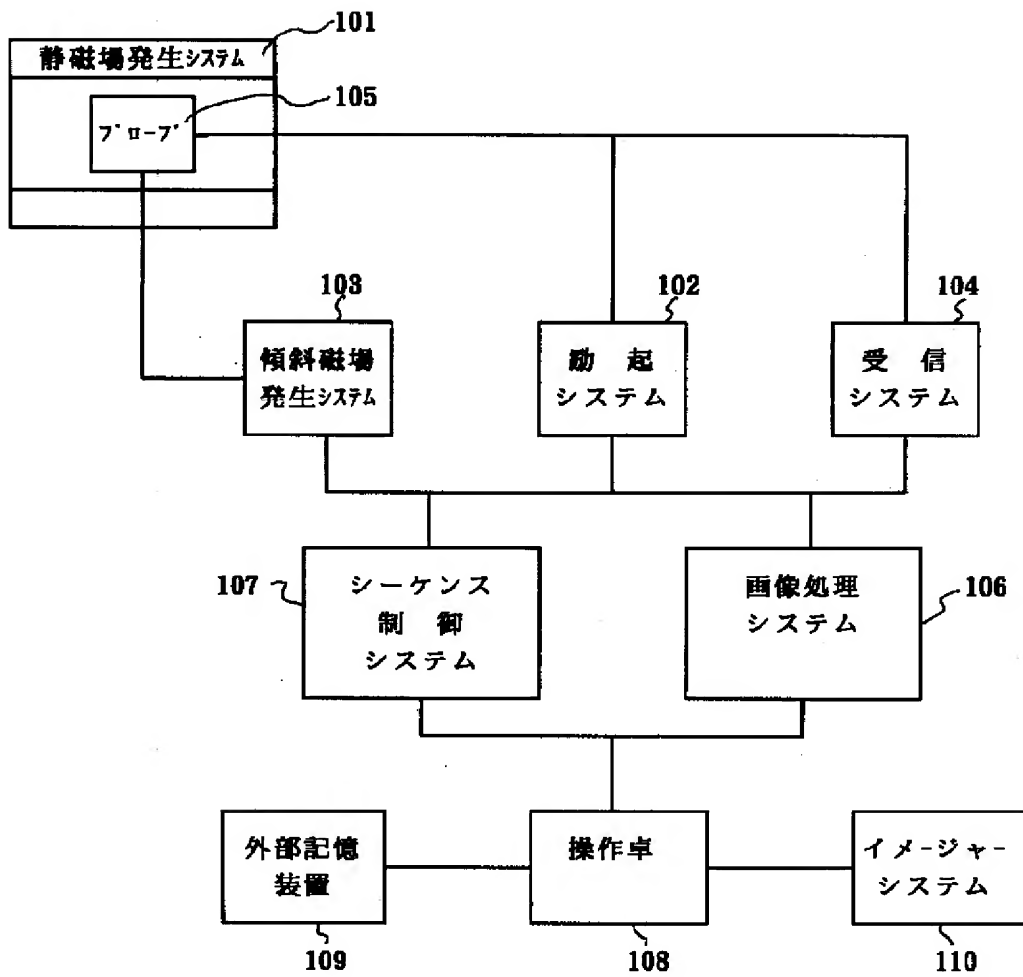 101
静磁場発生システム
105
プローブ
103
102
104
傾斜磁場
発生システム
励起
システム
受信
システム
107
シーケンス
制御
システム
画像処理
システム
106
外部記憶
装置
操作卓
イメージャー
システム
109
108
110